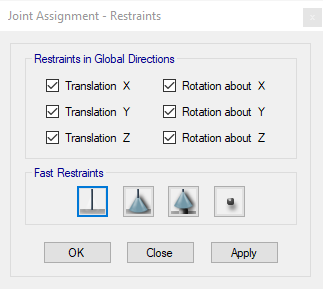 Joint Assignment - Restraints
Restraints in Global Directions
Translation X Rotation about X
Translation Y Rotation about Y
Translation Z Rotation about Z
Fast Restraints
OK Close Apply